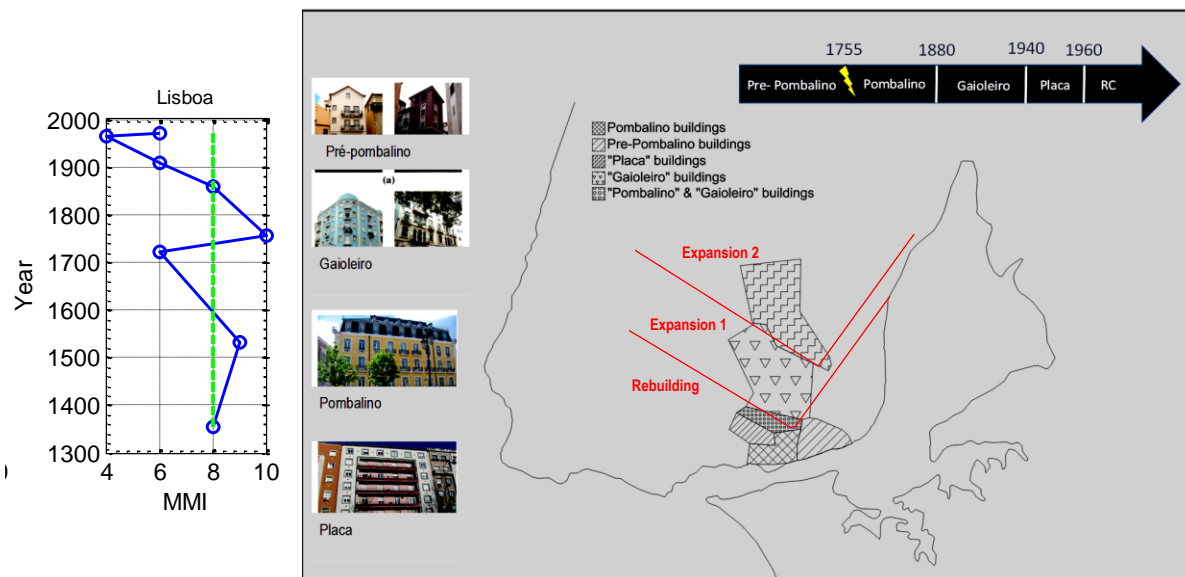 Lisboa
2000
1900
1800
1700
1600
1500
1400
1300
Year
4 6 8 10
MMI
1755 1880 1940 1960
Pre- Pombalino Pombalino Gaioleiro Placa RC
Pré-pombalino
(a)
Gaioleiro
Pombalino
Placa
Pombalino buildings
Pre-Pombalino buildings
"Placa" buildings
"Gaioleiro" buildings
"Pombalino" & "Gaioleiro" buildings
Expansion 2
Expansion 1
Rebuilding